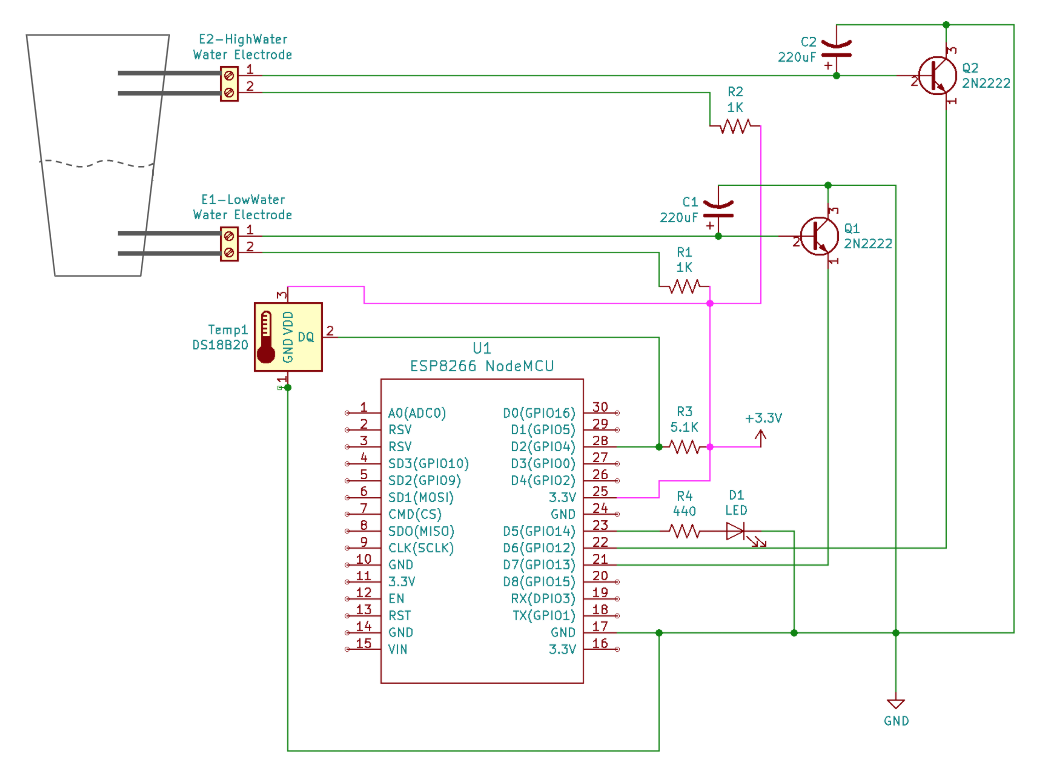 E2-HighWater
Water Electrode
1
2
C2
220uF
+
3
Q2
2N2222
2
1
R2
1K
E1-LowWater
Water Electrode
1
2
C1
220uF
+
3
Q1
2N2222
2
1
R1
1K
3
Temp1
DS18B20
GND VDD
DQ
2
1
U1
ESP8266 NodeMCU
1 A0(ADC0) D0(GPIO16) 30
2 RSV D1(GPIO5) 29
3 RSV D2(GPIO4) 28
4 SD3(GPIO10) D3(GPIO0) 27
5 SD2(GPIO9) D4(GPIO2) 26
6 SD1(MOSI) 3.3V 25
7 CMD(CS) GND 24
8 SDO(MISO) D5(GPIO14) 23
9 CLK(SCLK) D6(GPIO12) 22
10 GND D7(GPIO13) 21
11 3.3V D8(GPIO15) 20
12 EN RX(DPIO3) 19
13 RST TX(GPIO1) 18
14 GND GND 17
15 VIN 3.3V 16
R3
5.1K
+3.3V
R4
440
D1
LED
GND